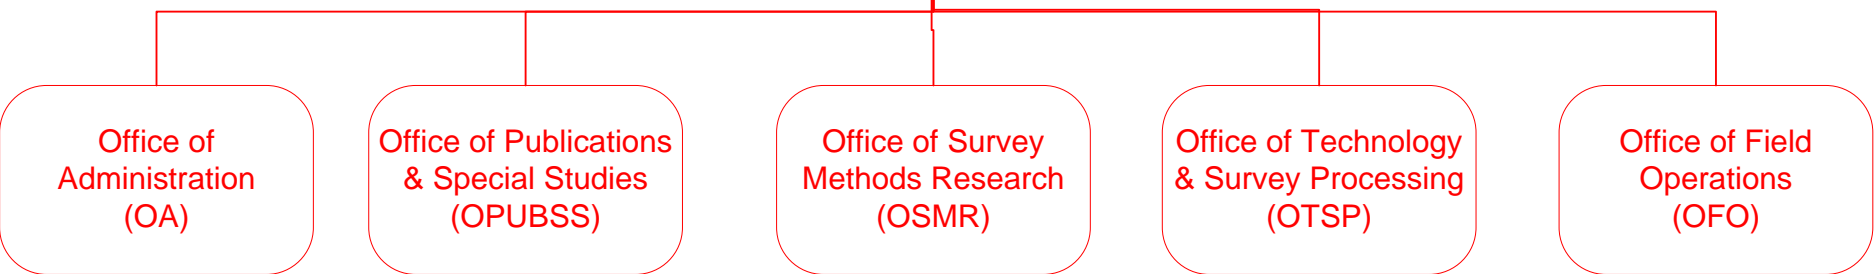 Office of
Administration
(OA)
Office of Publications
& Special Studies
(OPUBSS)
Office of Survey
Methods Research
(OSMR)
Office of Technology
& Survey Processing
(OTSP)
Office of Field
Operations
(OFO)